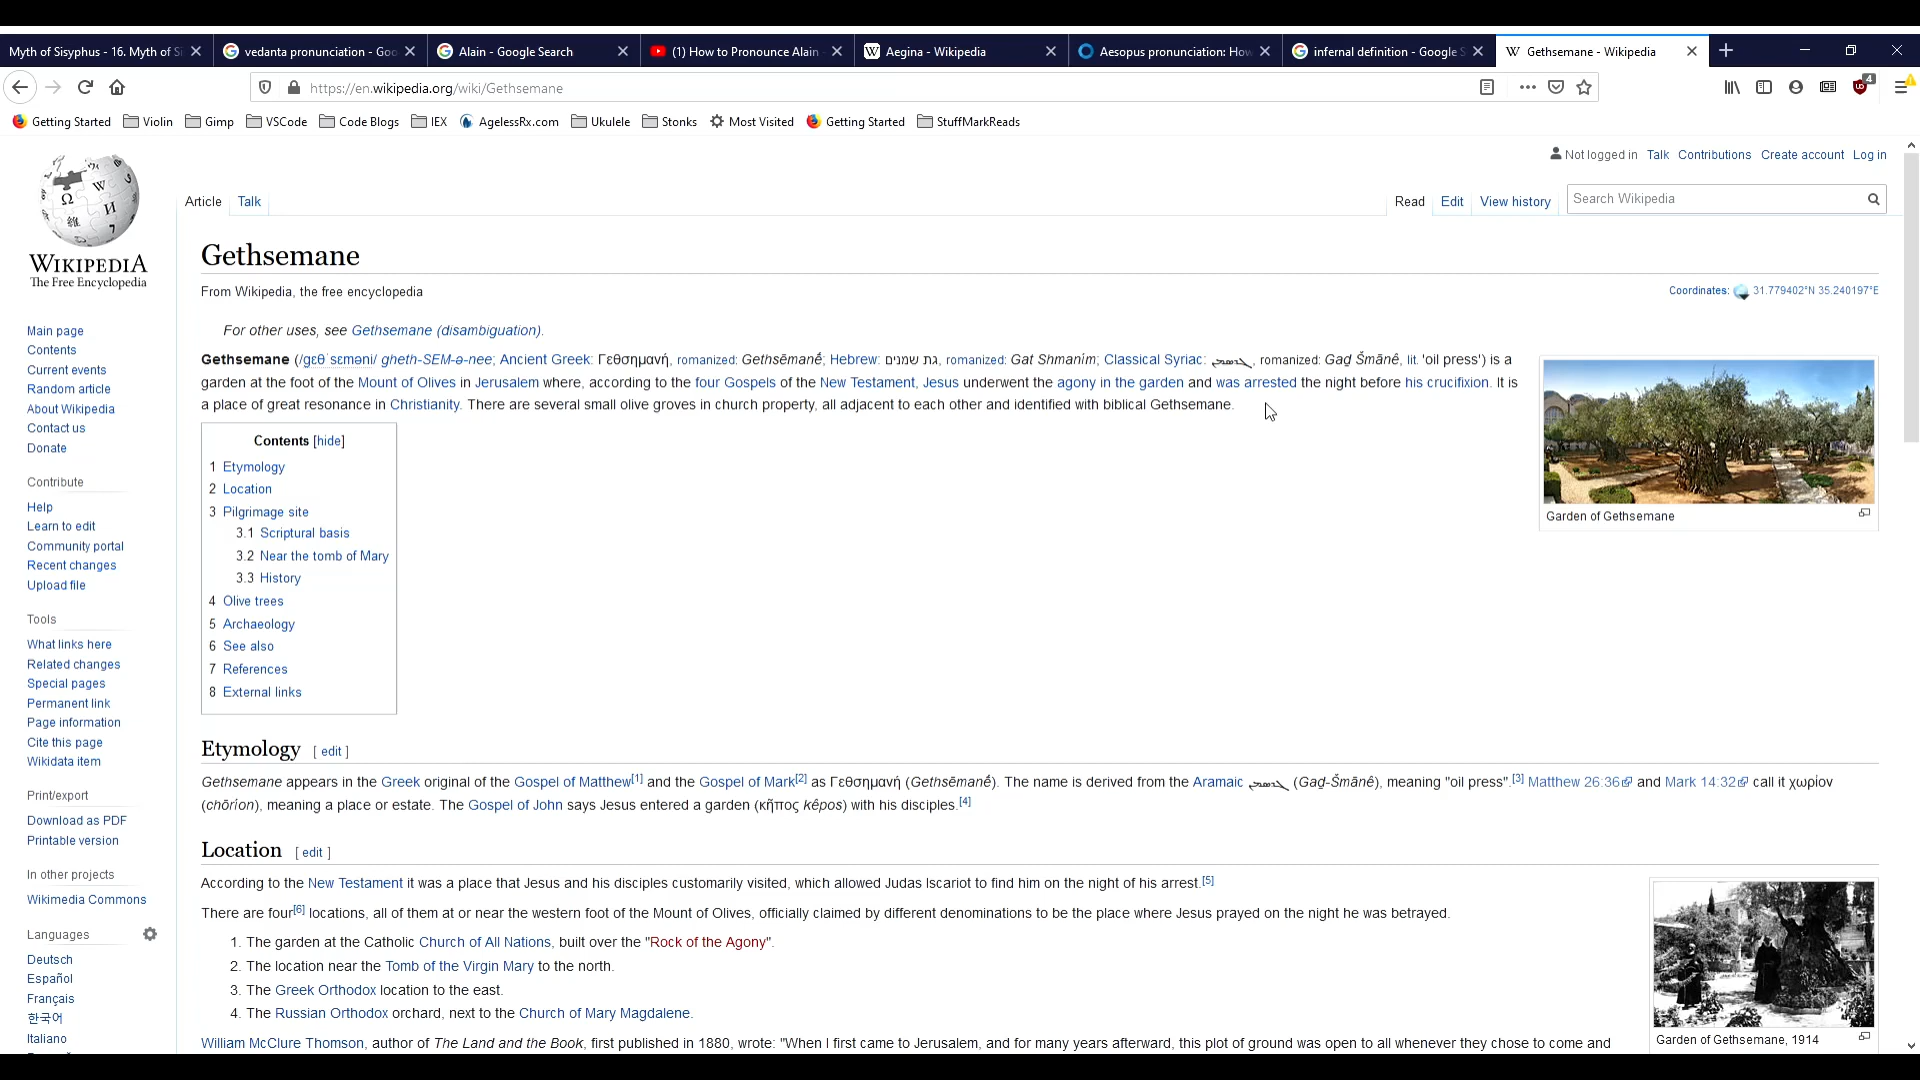 Myth of Sisyphus - 16. Myth of Si
vedanta pronunciation - Goo
Alain - Google Search
(1) How to Pronounce Alain
Aegina - Wikipedia
Aesopus pronunciation: How
infernal definition - Google S
Gethsemane - Wikipedia
https://en.wikipedia.org/wiki/Gethsemane
4
Getting Started
Violin
Gimp
VSCode
Code Blogs
IEX
AgelessRx.com
Ukulele
Stonks
Most Visited
Getting Started
StuffMarkReads
Not logged in Talk Contributions Create account Log in
Article Talk
Read Edit View history
Search Wikipedia
WIKIPEDIA
The Free Encyclopedia
Main page
Contents
Current events
Random article
About Wikipedia
Contact us
Donate
Contribute
Help
Learn to edit
Community portal
Recent changes
Upload file
Tools
What links here
Related changes
Special pages
Permanent link
Page information
Cite this page
Wikidata item
Print/export
Download as PDF
Printable version
In other projects
Wikimedia Commons
Languages
Deutsch
Español
Français
한국어
Italiano
Gethsemane
From Wikipedia, the free encyclopedia
Coordinates: 31.779402°N 35.240197°E
For other uses, see Gethsemane (disambiguation).
Gethsemane (/ɡɛθˈsɛməni/ gheth-SEM-ə-nee; Ancient Greek: Γεθσημανή, romanized: Gethsēmanḗ; Hebrew: גת שמנים, romanized: Gat Shmanim; Classical Syriac: , romanized: Gaḏ Šmānê, lit. 'oil press') is a
garden at the foot of the Mount of Olives in Jerusalem where, according to the four Gospels of the New Testament, Jesus underwent the agony in the garden and was arrested the night before his crucifixion. It is
a place of great resonance in Christianity. There are several small olive groves in church property, all adjacent to each other and identified with biblical Gethsemane.
Garden of Gethsemane
Contents [hide]
1 Etymology
2 Location
3 Pilgrimage site
3.1 Scriptural basis
3.2 Near the tomb of Mary
3.3 History
4 Olive trees
5 Archaeology
6 See also
7 References
8 External links
Etymology [ edit ]
Gethsemane appears in the Greek original of the Gospel of Matthew[1] and the Gospel of Mark[2] as Γεθσημανή (Gethsēmanḗ). The name is derived from the Aramaic (Gaḏ-Šmānê), meaning "oil press".[3] Matthew 26:36 and Mark 14:32 call it χωρίον
(chōríon), meaning a place or estate. The Gospel of John says Jesus entered a garden (κῆπος kêpos) with his disciples.[4]
Location [ edit ]
According to the New Testament it was a place that Jesus and his disciples customarily visited, which allowed Judas Iscariot to find him on the night of his arrest.[5]
There are four[6] locations, all of them at or near the western foot of the Mount of Olives, officially claimed by different denominations to be the place where Jesus prayed on the night he was betrayed.
1. The garden at the Catholic Church of All Nations, built over the "Rock of the Agony".
2. The location near the Tomb of the Virgin Mary to the north.
3. The Greek Orthodox location to the east.
4. The Russian Orthodox orchard, next to the Church of Mary Magdalene.
William McClure Thomson, author of The Land and the Book, first published in 1880, wrote: "When I first came to Jerusalem, and for many years afterward, this plot of ground was open to all whenever they chose to come and
Garden of Gethsemane, 1914